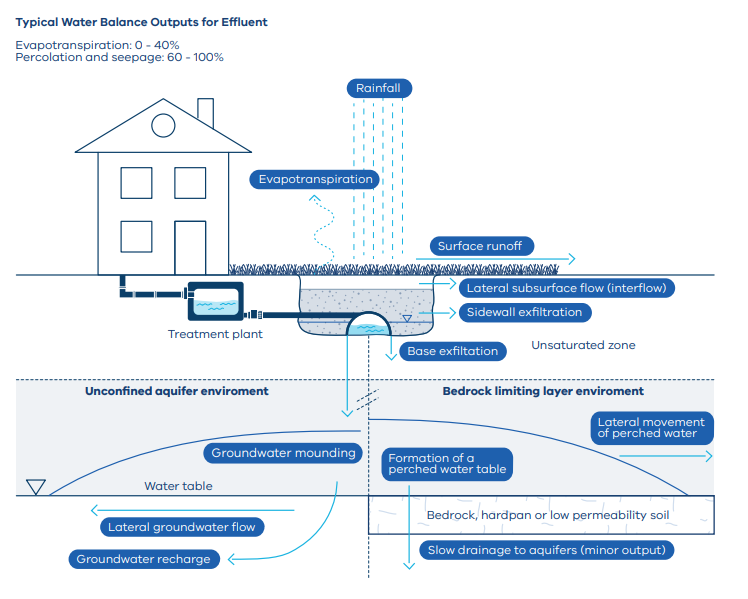 Typical Water Balance Outputs for Effluent
Evapotranspiration: 0 - 40%
Percolation and seepage: 60 - 100%
Rainfall
Evapotranspiration
Surface runoff
Lateral subsurface flow (interflow)
Sidewall exfiltration
Treatment plant
Base exfiltation
Unsaturated zone
Unconfined aquifer enviroment
Bedrock limiting layer enviroment
Lateral movement
of perched water
Groundwater mounding
Formation of a
perched water table
Water table
Bedrock, hardpan or low permeability soil
Lateral groundwater flow
Groundwater recharge
Slow drainage to aquifers (minor output)